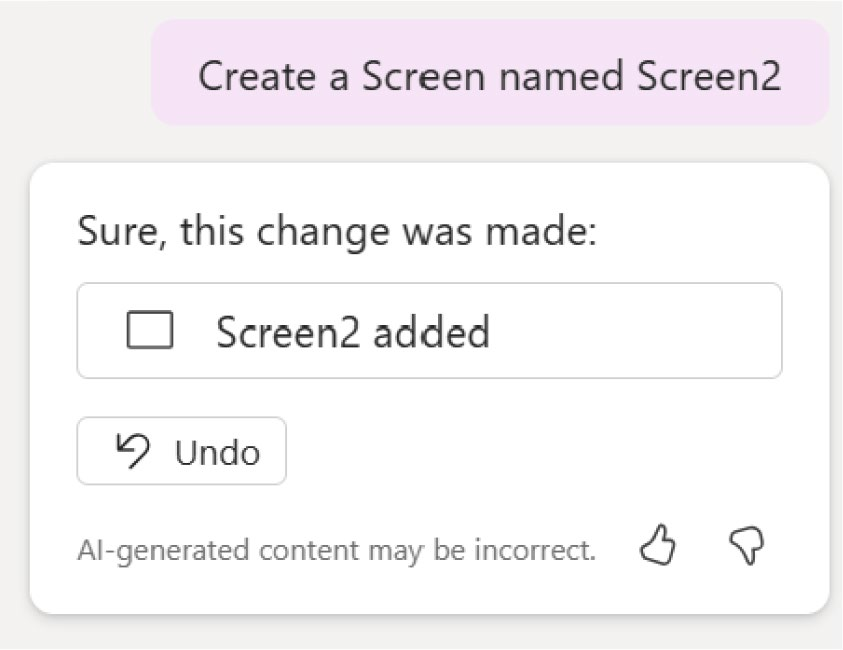 Create a Screen named Screen2
Sure, this change was made:
Screen2 added
Undo
AI-generated content may be incorrect.